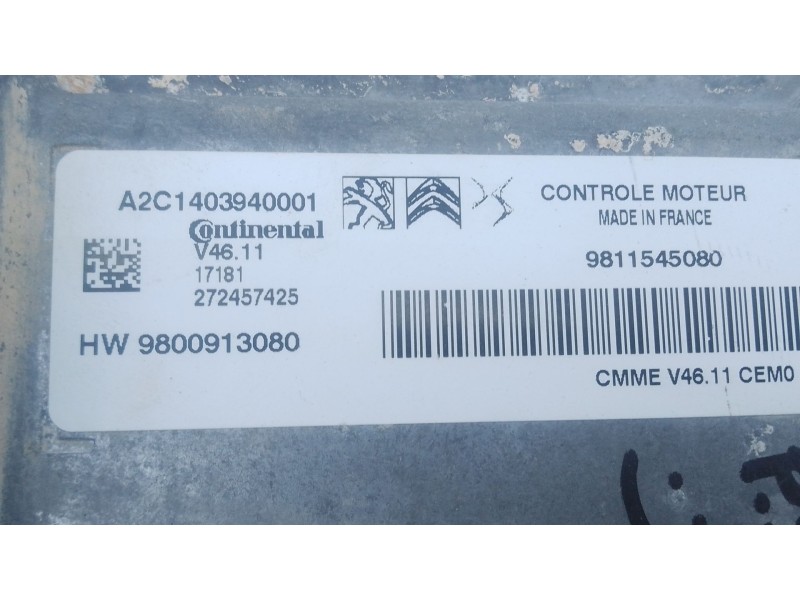 A2C1403940001
Continental
V46.11
17181
272457425
HW 9800913080
CONTROLE MOTEUR
MADE IN FRANCE
9811545080
CMME V46.11 CEM0